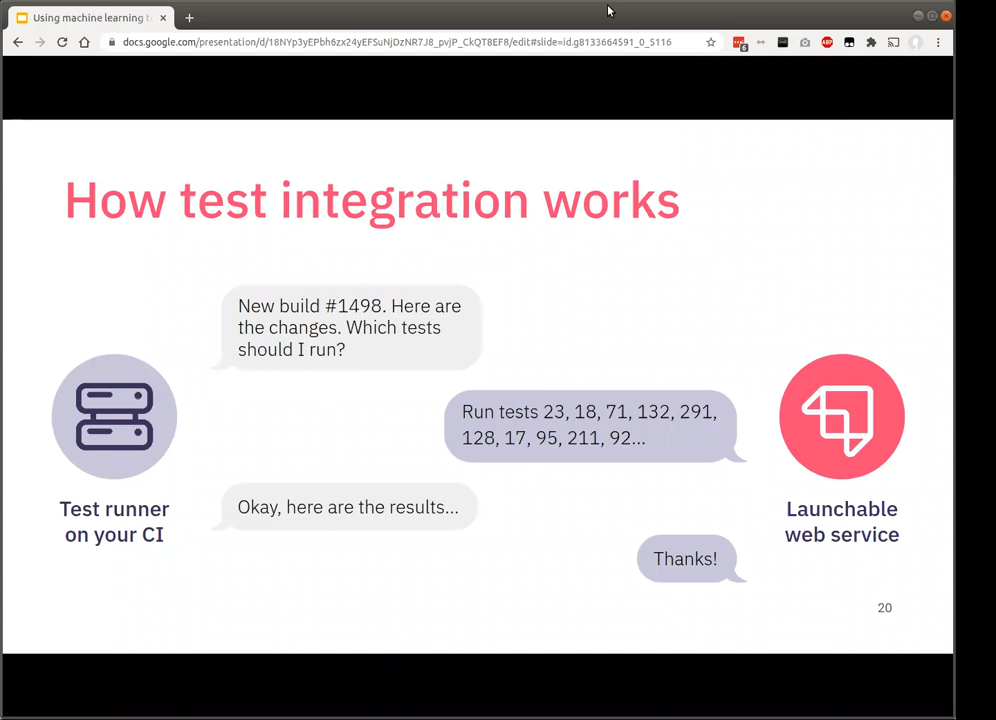 Using machine learning t
docs.google.com/presentation/d/18NYp3yEPbh6zx24yEFSuNjDzNR7J8_pvjP_CkQT8EF8/edit#slide=id.g8133664591_0_5116
6
ABP
How test integration works
New build #1498. Here are
the changes. Which tests
should I run?
Run tests 23, 18, 71, 132, 291,
128, 17, 95, 211, 92...
Test runner
on your CI
Okay, here are the results...
Launchable
web service
Thanks!
20